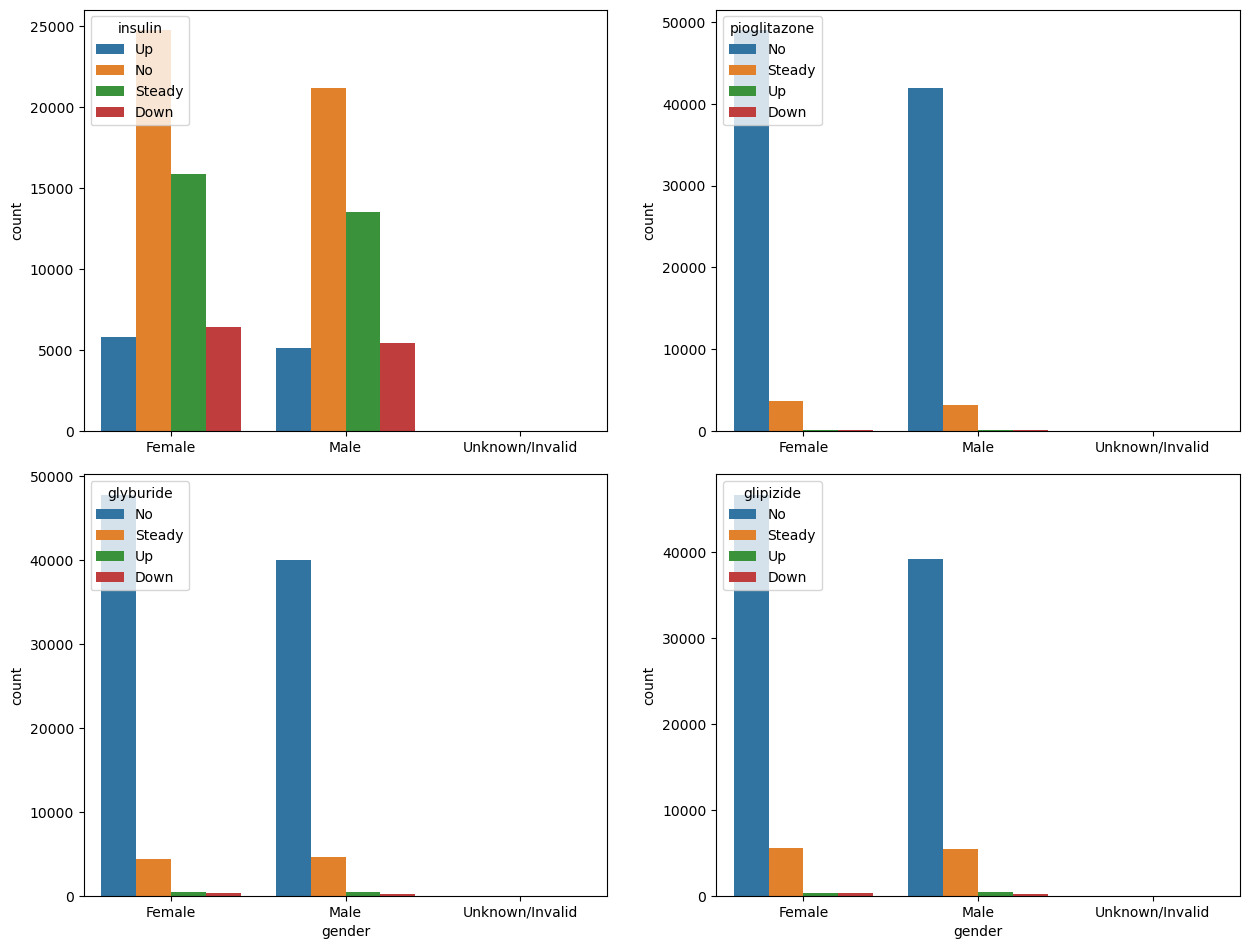 insulin
Up
No
Steady
Down
25000
20000
15000
10000
5000
0
count
Female Male Unknown/Invalid
pioglitazone
No
Steady
Up
Down
50000
40000
30000
20000
10000
0
count
Female Male Unknown/Invalid
glyburide
No
Steady
Up
Down
50000
40000
30000
20000
10000
0
count
Female Male Unknown/Invalid
gender
glipizide
No
Steady
Up
Down
40000
30000
20000
10000
0
count
Female Male Unknown/Invalid
gender